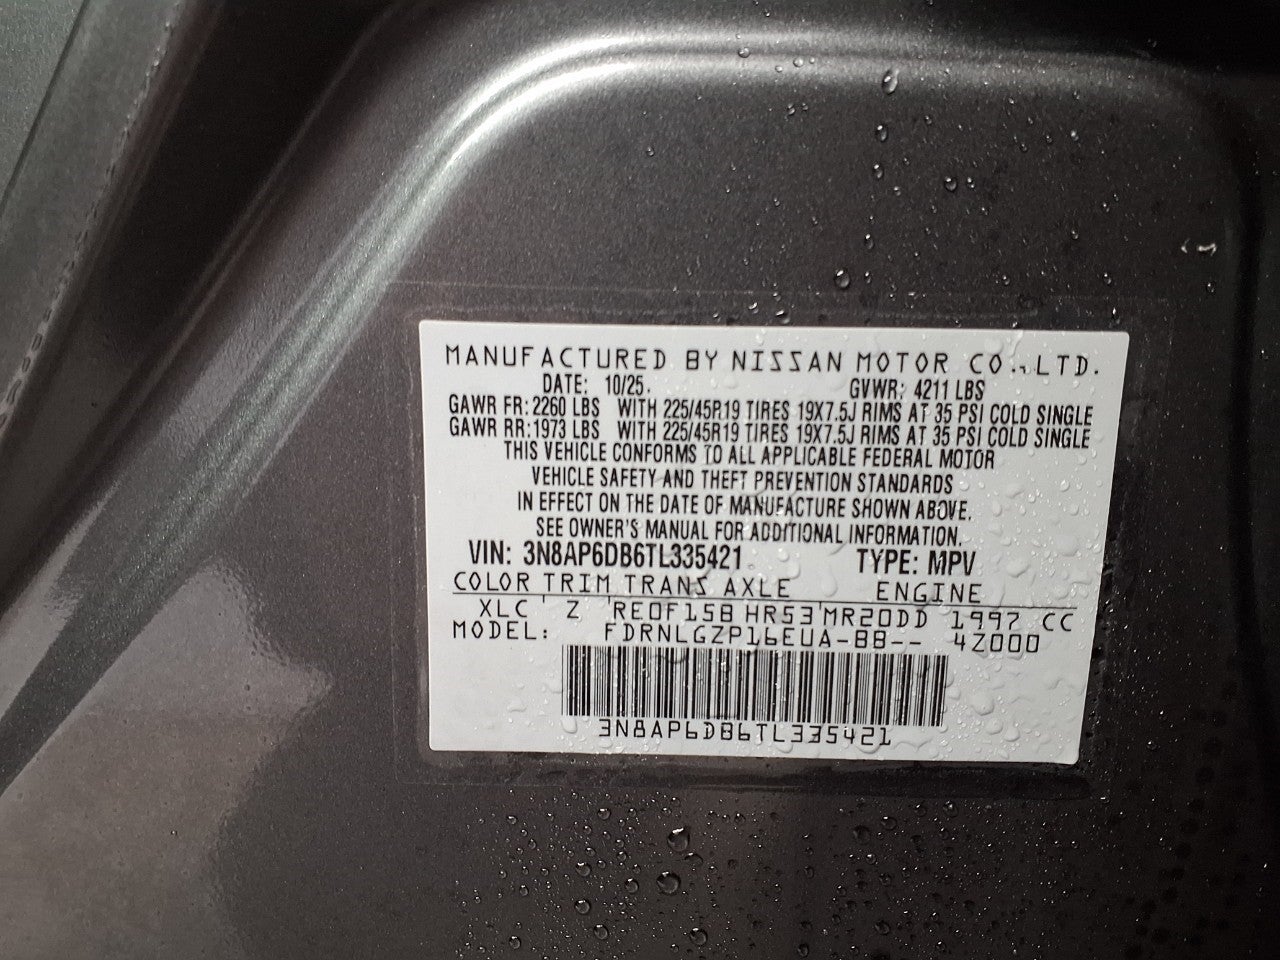 MANUFACTURED BY NISSAN MOTOR CO., LTD.
DATE: 10/25. GVWR: 4211 LBS
GAWR FR: 2260 LBS WITH 225/45R19 TIRES 19X7.5J RIMS AT 35 PSI COLD SINGLE
GAWR RR: 1973 LBS WITH 225/45R19 TIRES 19X7.5J RIMS AT 35 PSI COLD SINGLE
THIS VEHICLE CONFORMS TO ALL APPLICABLE FEDERAL MOTOR
VEHICLE SAFETY AND THEFT PREVENTION STANDARDS
IN EFFECT ON THE DATE OF MANUFACTURE SHOWN ABOVE.
SEE OWNER'S MANUAL FOR ADDITIONAL INFORMATION.
VIN: 3N8AP6DB6TL335421 TYPE: MPV
COLOR TRIM TRANS AXLE ENGINE
XLC ' Z 'RE0F15B HR53'MR20DD 1997 CC
MODEL: FDRNLGZP16EUA-BB-- 4Z000
3N8AP6DB6TL335421